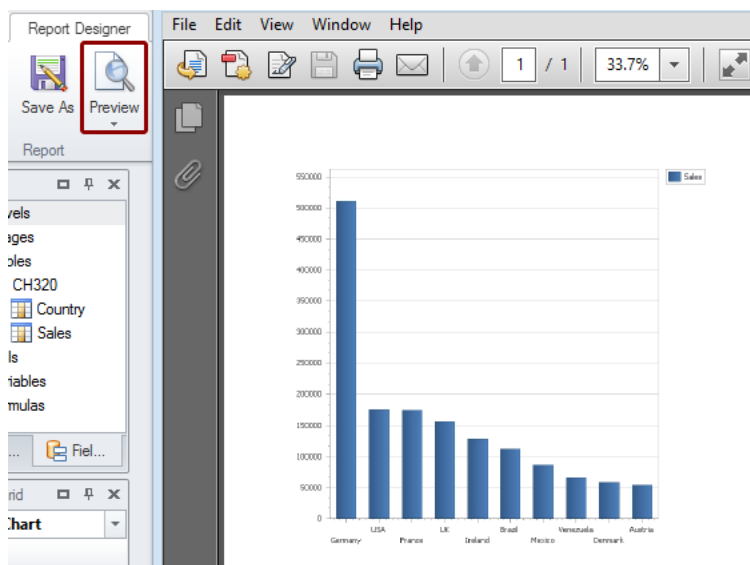 Report Designer
Save As
Preview
Report
vels
ages
bles
CH320
Country
Sales
ls
riables
rmulas
...
Fiel...
rid
Chart
File Edit View Window Help
1 / 1 33.7%
550000
500000
450000
400000
350000
300000
250000
200000
150000
100000
50000
0
Germany
USA
France
UK
Ireland
Brazil
Mexico
Venezuela
Denmark
Austria
Sales